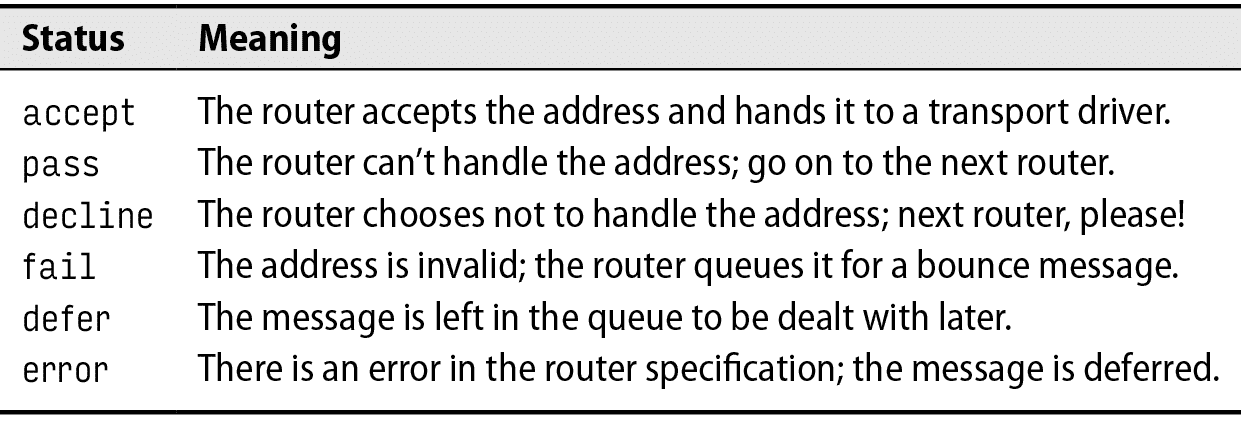 Status Meaning
accept The router accepts the address and hands it to a transport driver.
pass The router can’t handle the address; go on to the next router.
decline The router chooses not to handle the address; next router, please!
fail The address is invalid; the router queues it for a bounce message.
defer The message is left in the queue to be dealt with later.
error There is an error in the router specification; the message is deferred.